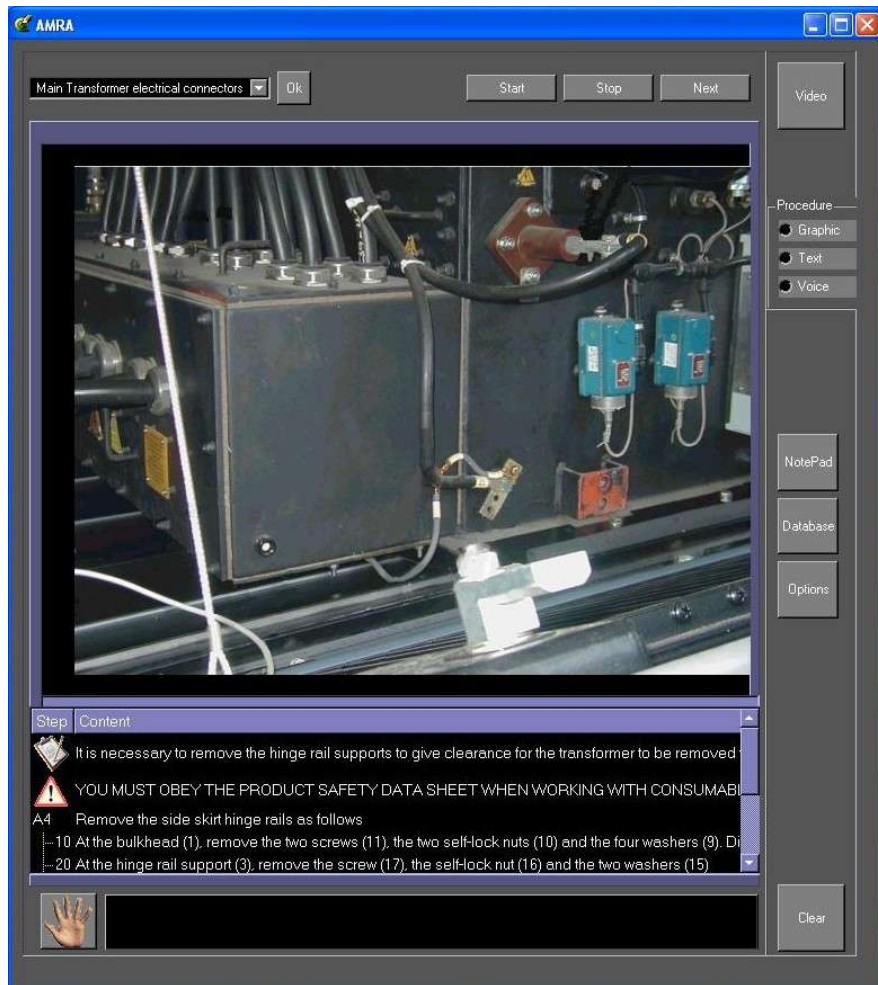 AMRA
Main Transformer electrical connectors
Ok
Start
Stop
Next
Video
Procedure
Graphic
Text
Voice
NotePad
Database
Options
Step Content
It is necessary to remove the hinge rail supports to give clearance for the transformer to be removed
YOU MUST OBEY THE PRODUCT SAFETY DATA SHEET WHEN WORKING WITH CONSUMABL
A4 Remove the side skirt hinge rails as follows
10 At the bulkhead (1), remove the two screws (11), the two self-lock nuts (10) and the four washers (9). Di
20 At the hinge rail support (3), remove the screw (17), the self-lock nut (16) and the two washers (15)
Clear